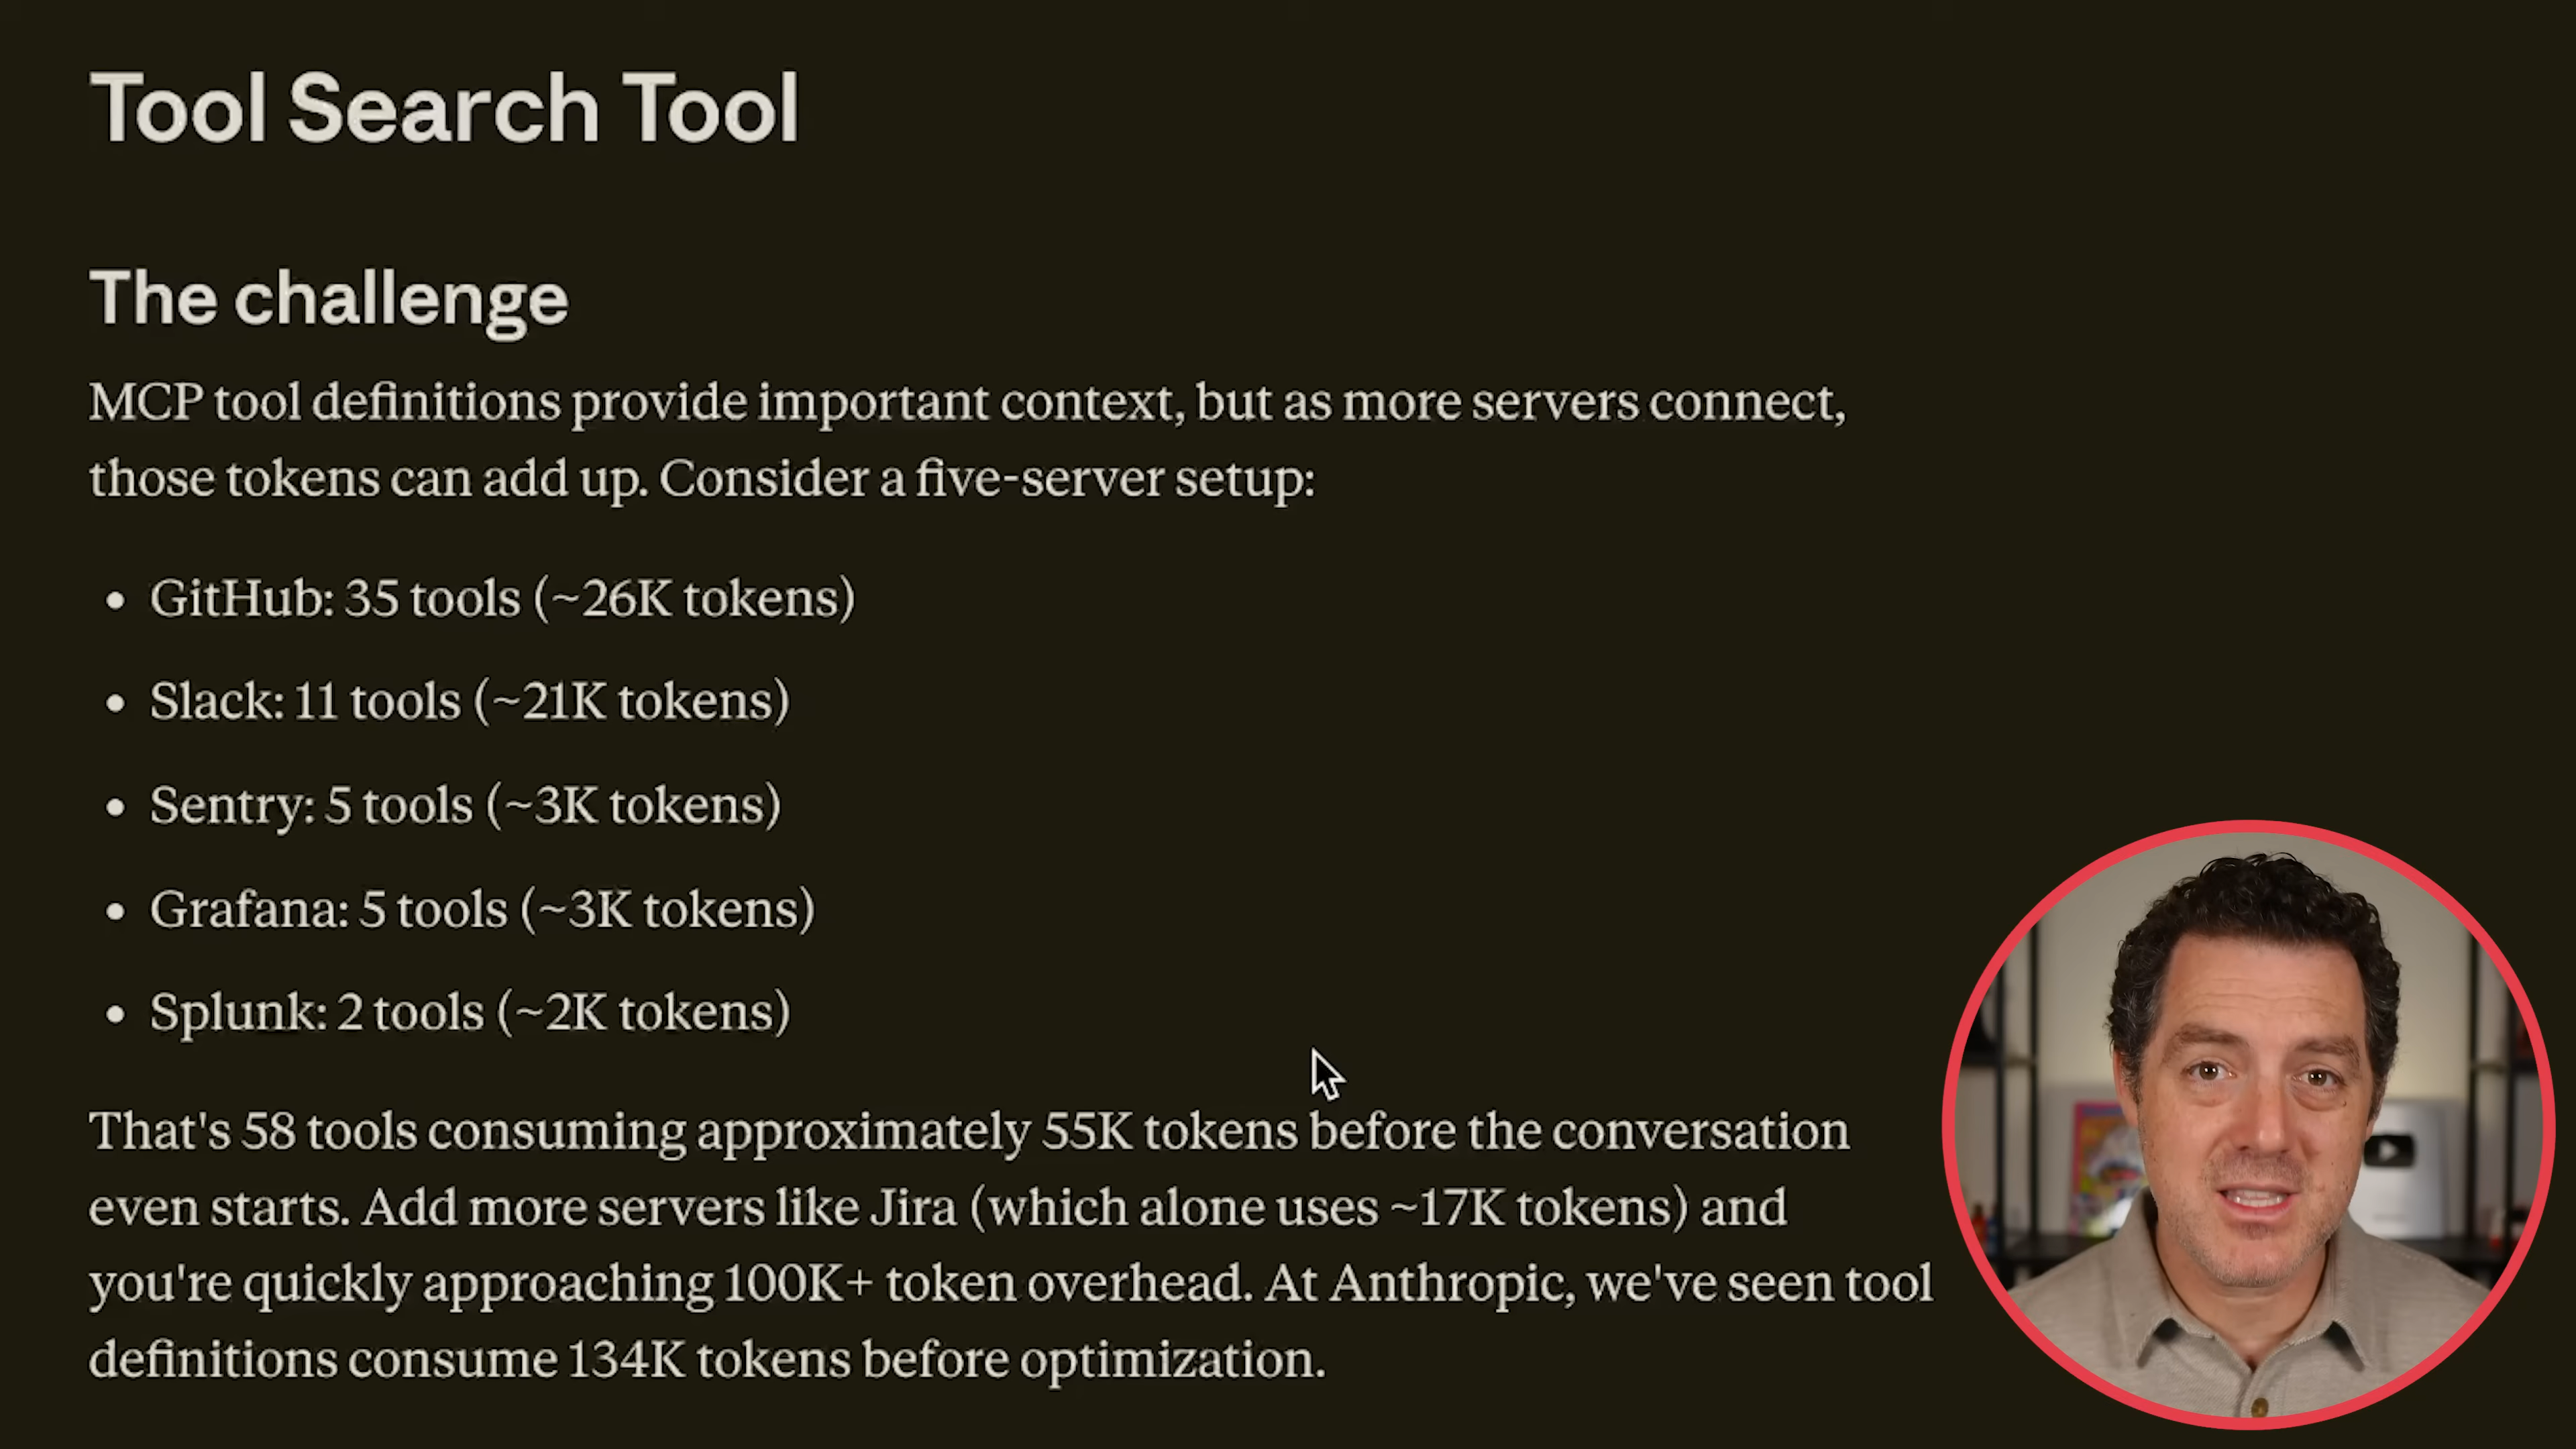 Tool Search Tool
The challenge
MCP tool definitions provide important context, but as more servers connect,
those tokens can add up. Consider a five-server setup:
• GitHub: 35 tools (~26K tokens)
• Slack: 11 tools (~21K tokens)
• Sentry: 5 tools (~3K tokens)
• Grafana: 5 tools (~3K tokens)
• Splunk: 2 tools (~2K tokens)
That's 58 tools consuming approximately 55K tokens before the conversation
even starts. Add more servers like Jira (which alone uses ~17K tokens) and
you're quickly approaching 100K+ token overhead. At Anthropic, we've seen tool
definitions consume 134K tokens before optimization.